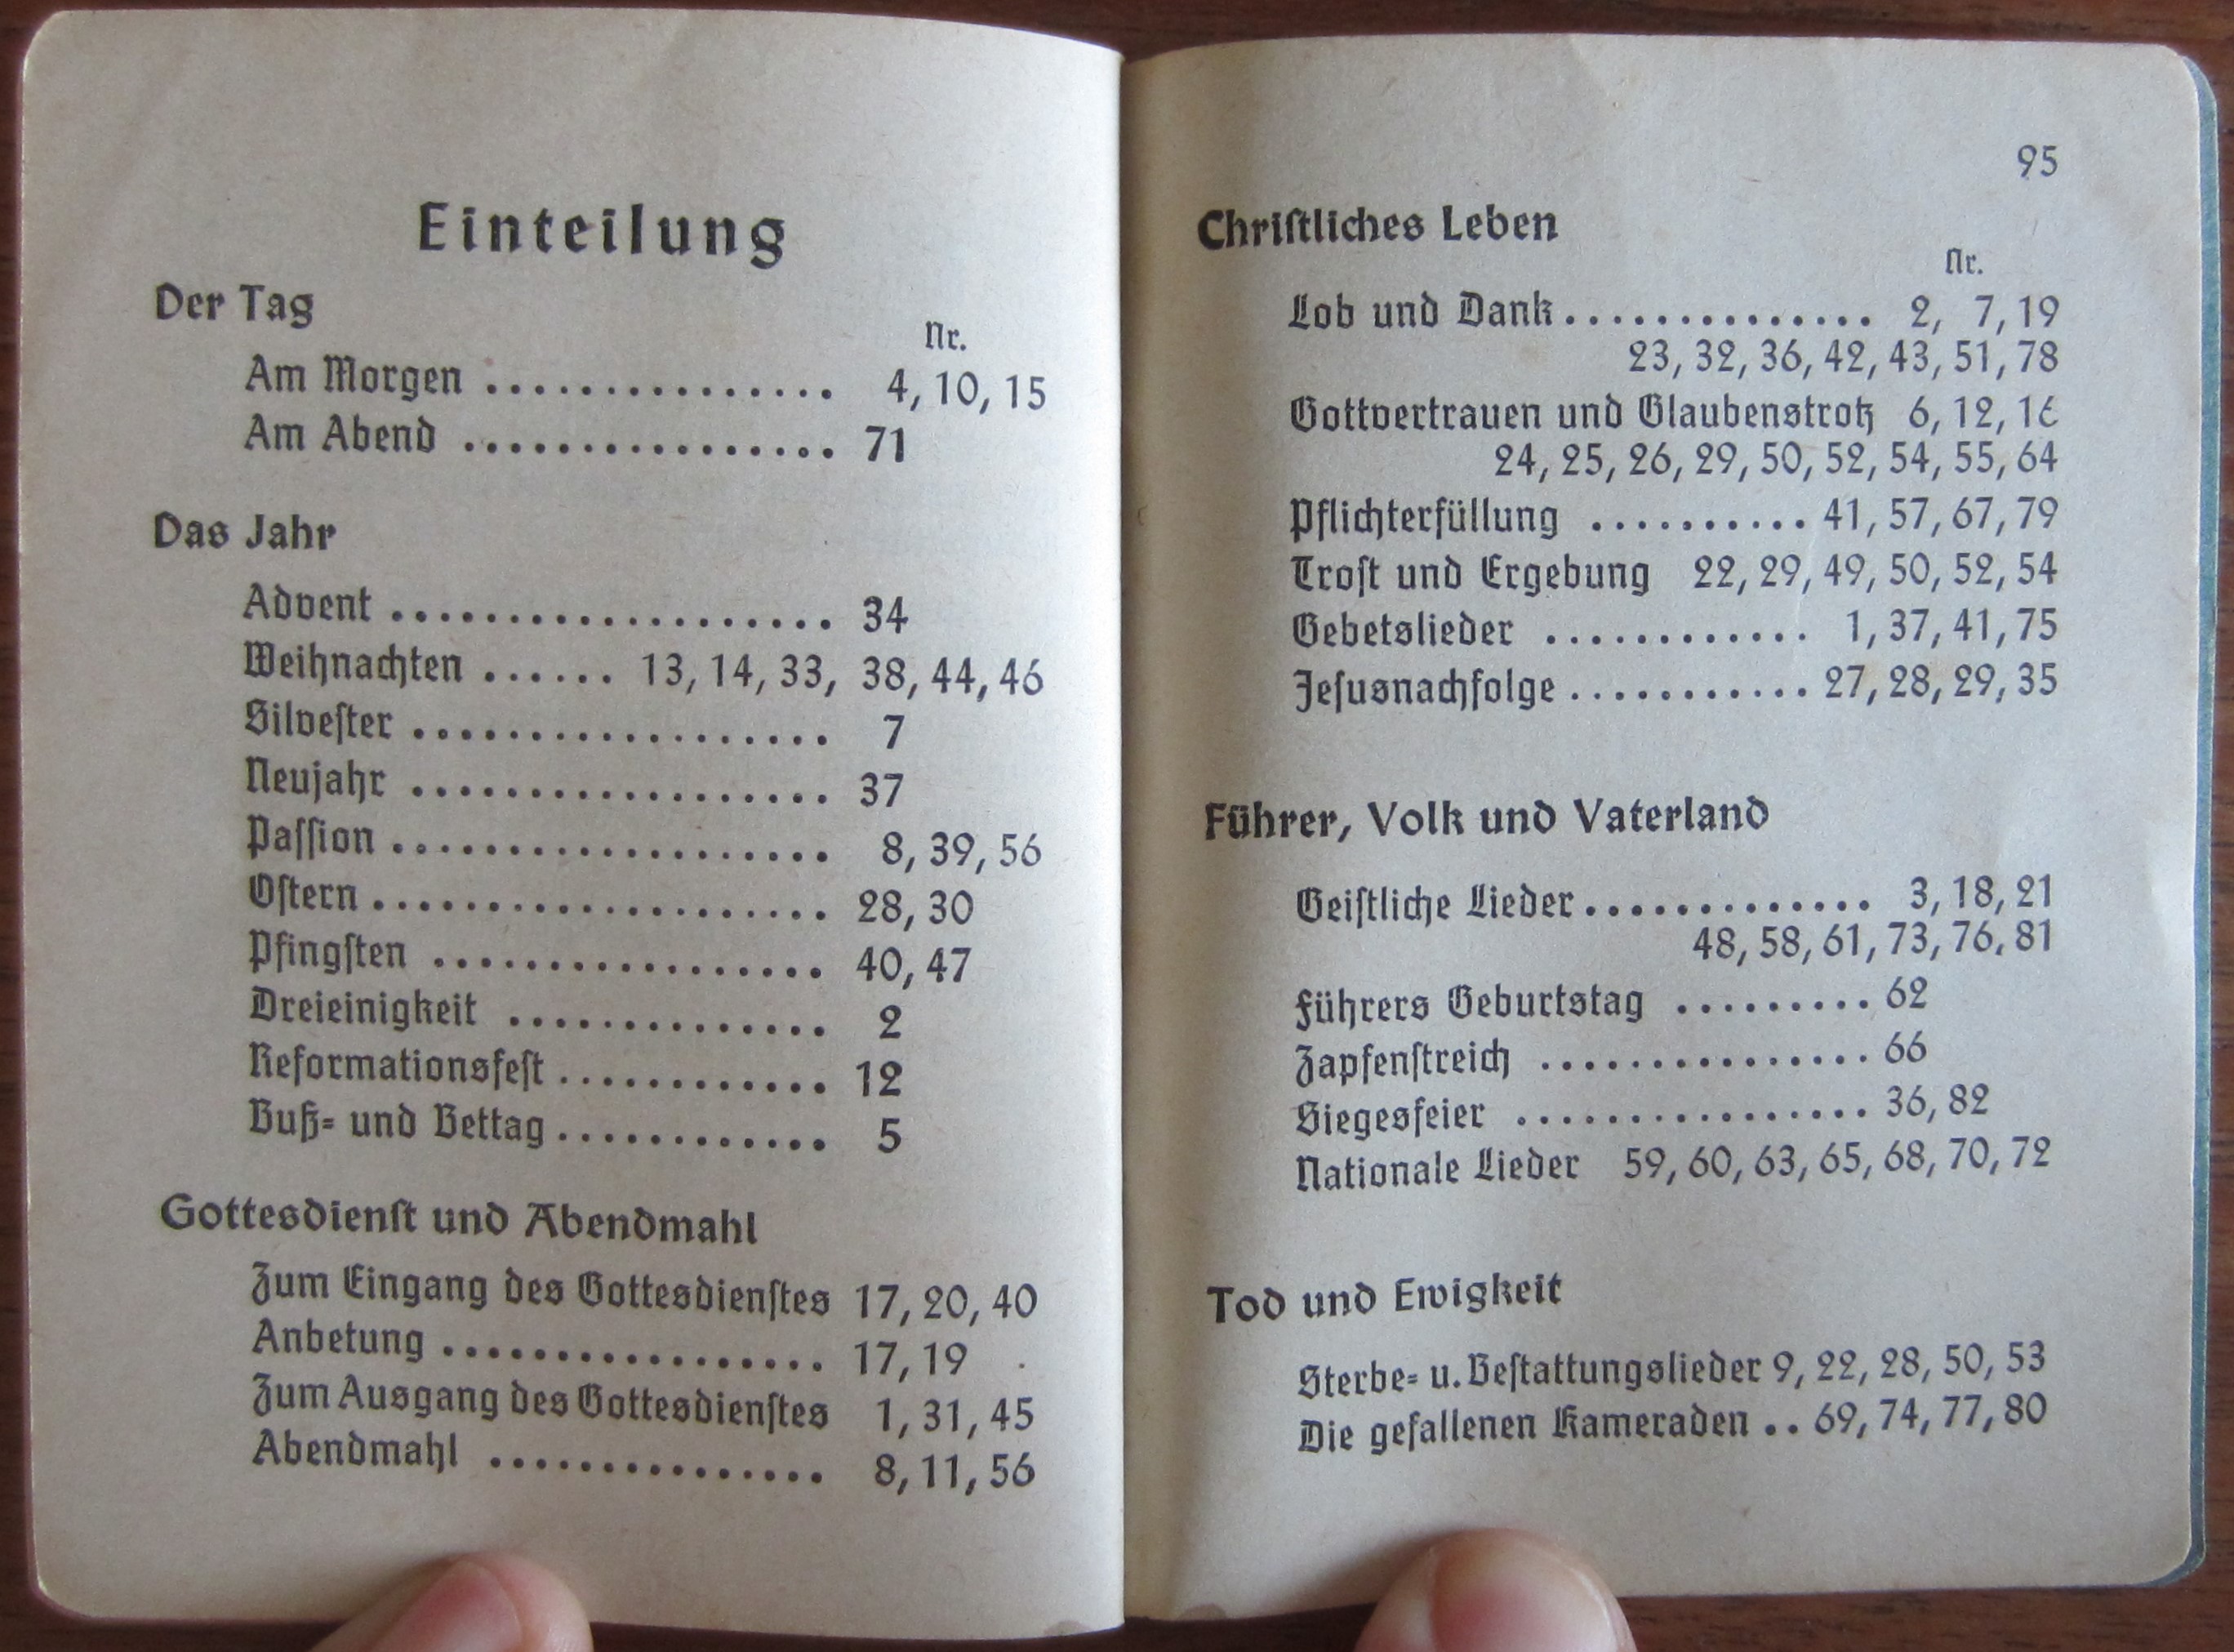 Einteilung
Der Tag
Nr.
Am Morgen ............... 4, 10, 15
Am Abend ................ 71
Das Jahr
Advent ................... 34
Weihnachten ...... 13, 14, 33, 38, 44, 46
Silveſter .................. 7
Neujahr .................. 37
Paſſion ................... 8, 39, 56
Oſtern .................... 28, 30
Pfingſten ................. 40, 47
Dreieinigkeit .............. 2
Reformationsfeſt ............ 12
Buß- und Bettag ............ 5
Gottesdienſt und Abendmahl
Zum Eingang des Gottesdienſtes 17, 20, 40
Anbetung ................. 17, 19
Zum Ausgang des Gottesdienſtes 1, 31, 45
Abendmahl ............... 8, 11, 56
95
Chriſtliches Leben
Nr.
Lob und Dank .............. 2, 7, 19
23, 32, 36, 42, 43, 51, 78
Gottvertrauen und Glaubenstrotz 6, 12, 16
24, 25, 26, 29, 50, 52, 54, 55, 64
Pflichterfüllung .......... 41, 57, 67, 79
Troſt und Ergebung 22, 29, 49, 50, 52, 54
Gebetslieder ............ 1, 37, 41, 75
Jeſusnachfolge ........... 27, 28, 29, 35
Führer, Volk und Vaterland
Geiſtliche Lieder ............. 3, 18, 21
48, 58, 61, 73, 76, 81
Führers Geburtstag ......... 62
Zapfenſtreich ............... 66
Siegesfeier ................ 36, 82
Nationale Lieder 59, 60, 63, 65, 68, 70, 72
Tod und Ewigkeit
Sterbe- u. Beſtattungslieder 9, 22, 28, 50, 53
Die gefallenen Kameraden .. 69, 74, 77, 80